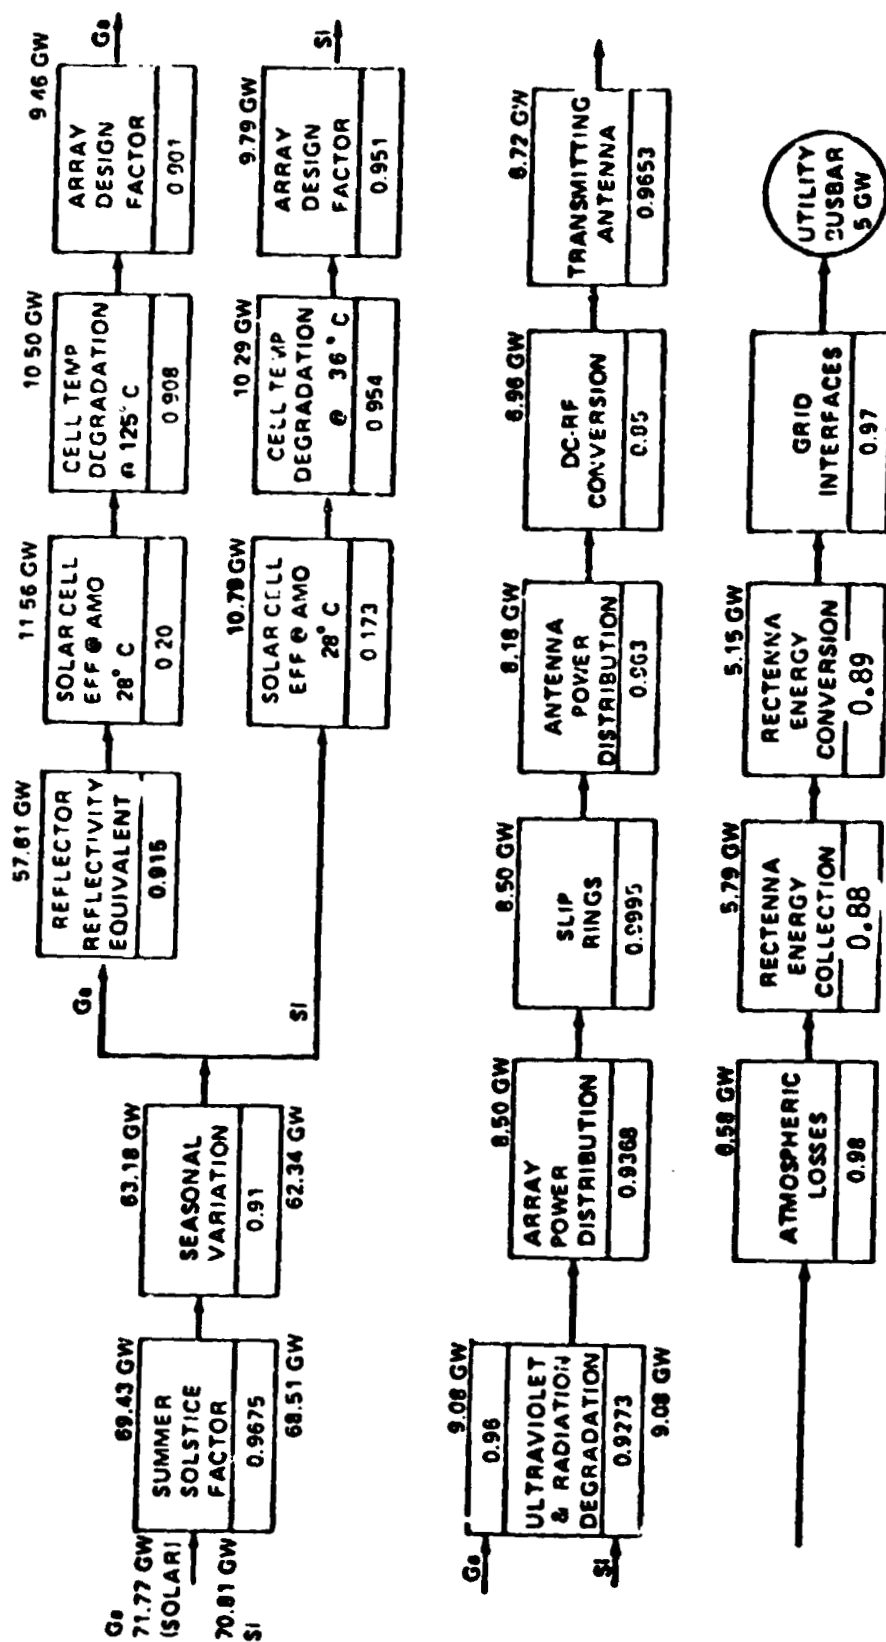 Ga
71.77 GW
(SOLAR)
70.81 GW
Si
69.43 GW
SUMMER
SOLSTICE
FACTOR
0.9675
68.51 GW
63.18 GW
SEASONAL
VARIATION
0.91
62.34 GW
Ga
57.81 GW
REFLECTOR
REFLECTIVITY
EQUIVALENT
0.915
11 56 GW
SOLAR CELL
EFF @ AMO
28° C
0 20
10 50 GW
CELL TEMP
DEGRADATION
@ 125° C
0 908
9 46 GW
ARRAY
DESIGN
FACTOR
0 901
Ga
Si
10.78 GW
SOLAR CELL
EFF @ AMO
28° C
0 173
10 29 GW
CELL TEMP
DEGRADATION
@ 36° C
0 954
9.79 GW
ARRAY
DESIGN
FACTOR
0.951
Si
Ga
Si
9.08 GW
0.96
ULTRAVIOLET
& RADIATION
DEGRADATION
0.9273
9.08 GW
8.50 GW
ARRAY
POWER
DISTRIBUTION
0.9368
8.50 GW
SLIP
RINGS
0.9995
8.18 GW
ANTENNA
POWER
DISTRIBUTION
0.963
6.96 GW
DC-RF
CONVERSION
0.85
6.72 GW
TRANSMITTING
ANTENNA
0.9653
6.58 GW
ATMOSPHERIC
LOSSES
0.98
5.79 GW
RECTENNA
ENERGY
COLLECTION
0.88
5.15 GW
RECTENNA
ENERGY
CONVERSION
0.89
GRID
INTERFACES
0.97
UTILITY
BUSBAR
5 GW